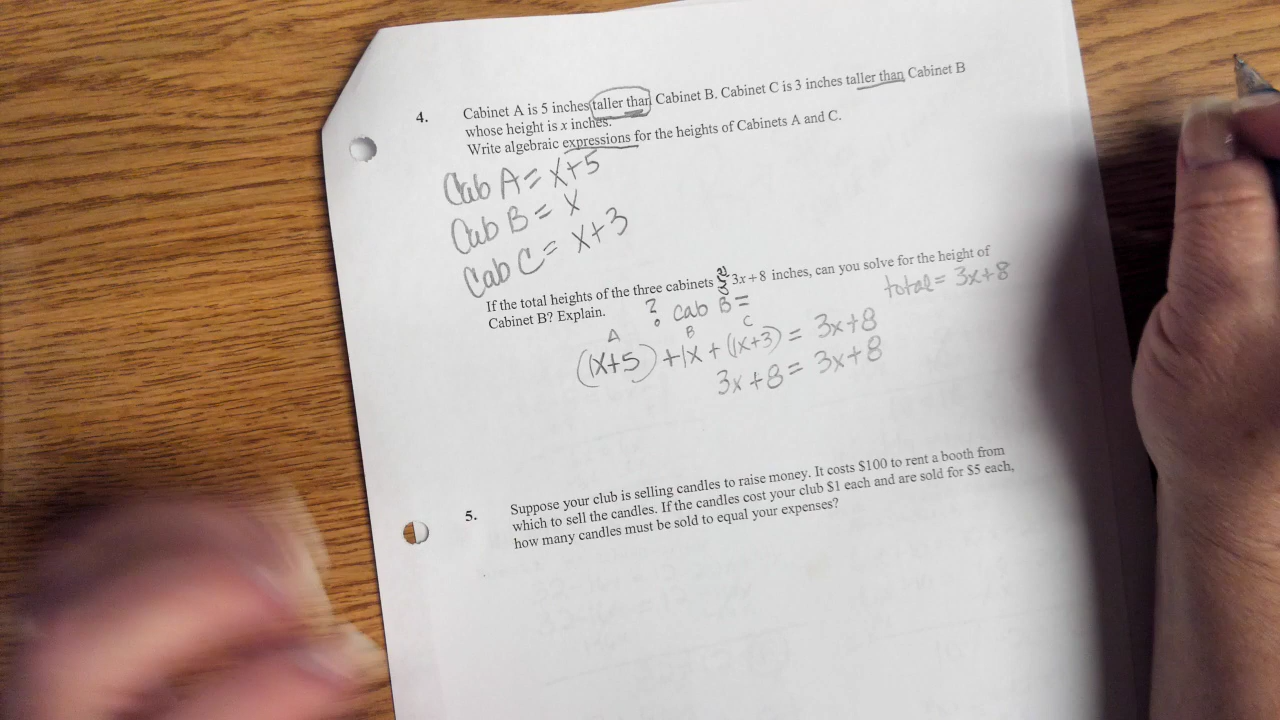 4. Cabinet A is 5 inches taller than Cabinet B. Cabinet C is 3 inches taller than Cabinet B
whose height is x inches.
Write algebraic expressions for the heights of Cabinets A and C.
Cab A = x+5
Cab B = x
Cab C = x+3
If the total heights of the three cabinets 3x + 8 inches, can you solve for the height of
Cabinet B? Explain.
? cab B =
total = 3x+8
A B C
(1x+5) + 1x + (1x+3) = 3x+8
3x+8 = 3x+8
5. Suppose your club is selling candles to raise money. It costs $100 to rent a booth from
which to sell the candles. If the candles cost your club $1 each and are sold for $5 each,
how many candles must be sold to equal your expenses?